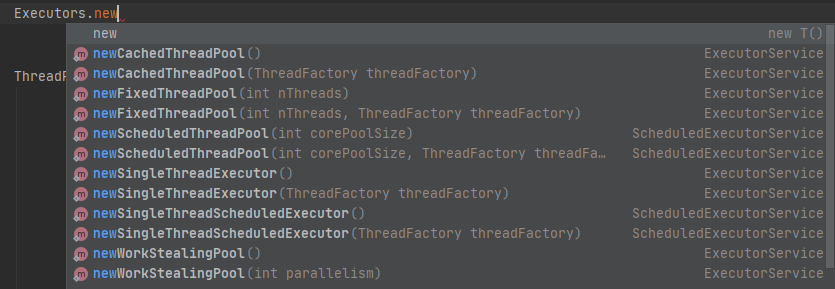 Executors.new
new new T()
newCachedThreadPool() ExecutorService
newCachedThreadPool(ThreadFactory threadFactory) ExecutorService
newFixedThreadPool(int nThreads) ExecutorService
newFixedThreadPool(int nThreads, ThreadFactory threadFactory) ExecutorService
newScheduledThreadPool(int corePoolSize) ScheduledExecutorService
ThreadP
newScheduledThreadPool(int corePoolSize, ThreadFactory threadFa… ScheduledExecutorService
newSingleThreadExecutor() ExecutorService
newSingleThreadExecutor(ThreadFactory threadFactory) ExecutorService
newSingleThreadScheduledExecutor() ScheduledExecutorService
newSingleThreadScheduledExecutor(ThreadFactory threadFactory) ScheduledExecutorService
newWorkStealingPool() ExecutorService
newWorkStealingPool(int parallelism) ExecutorService